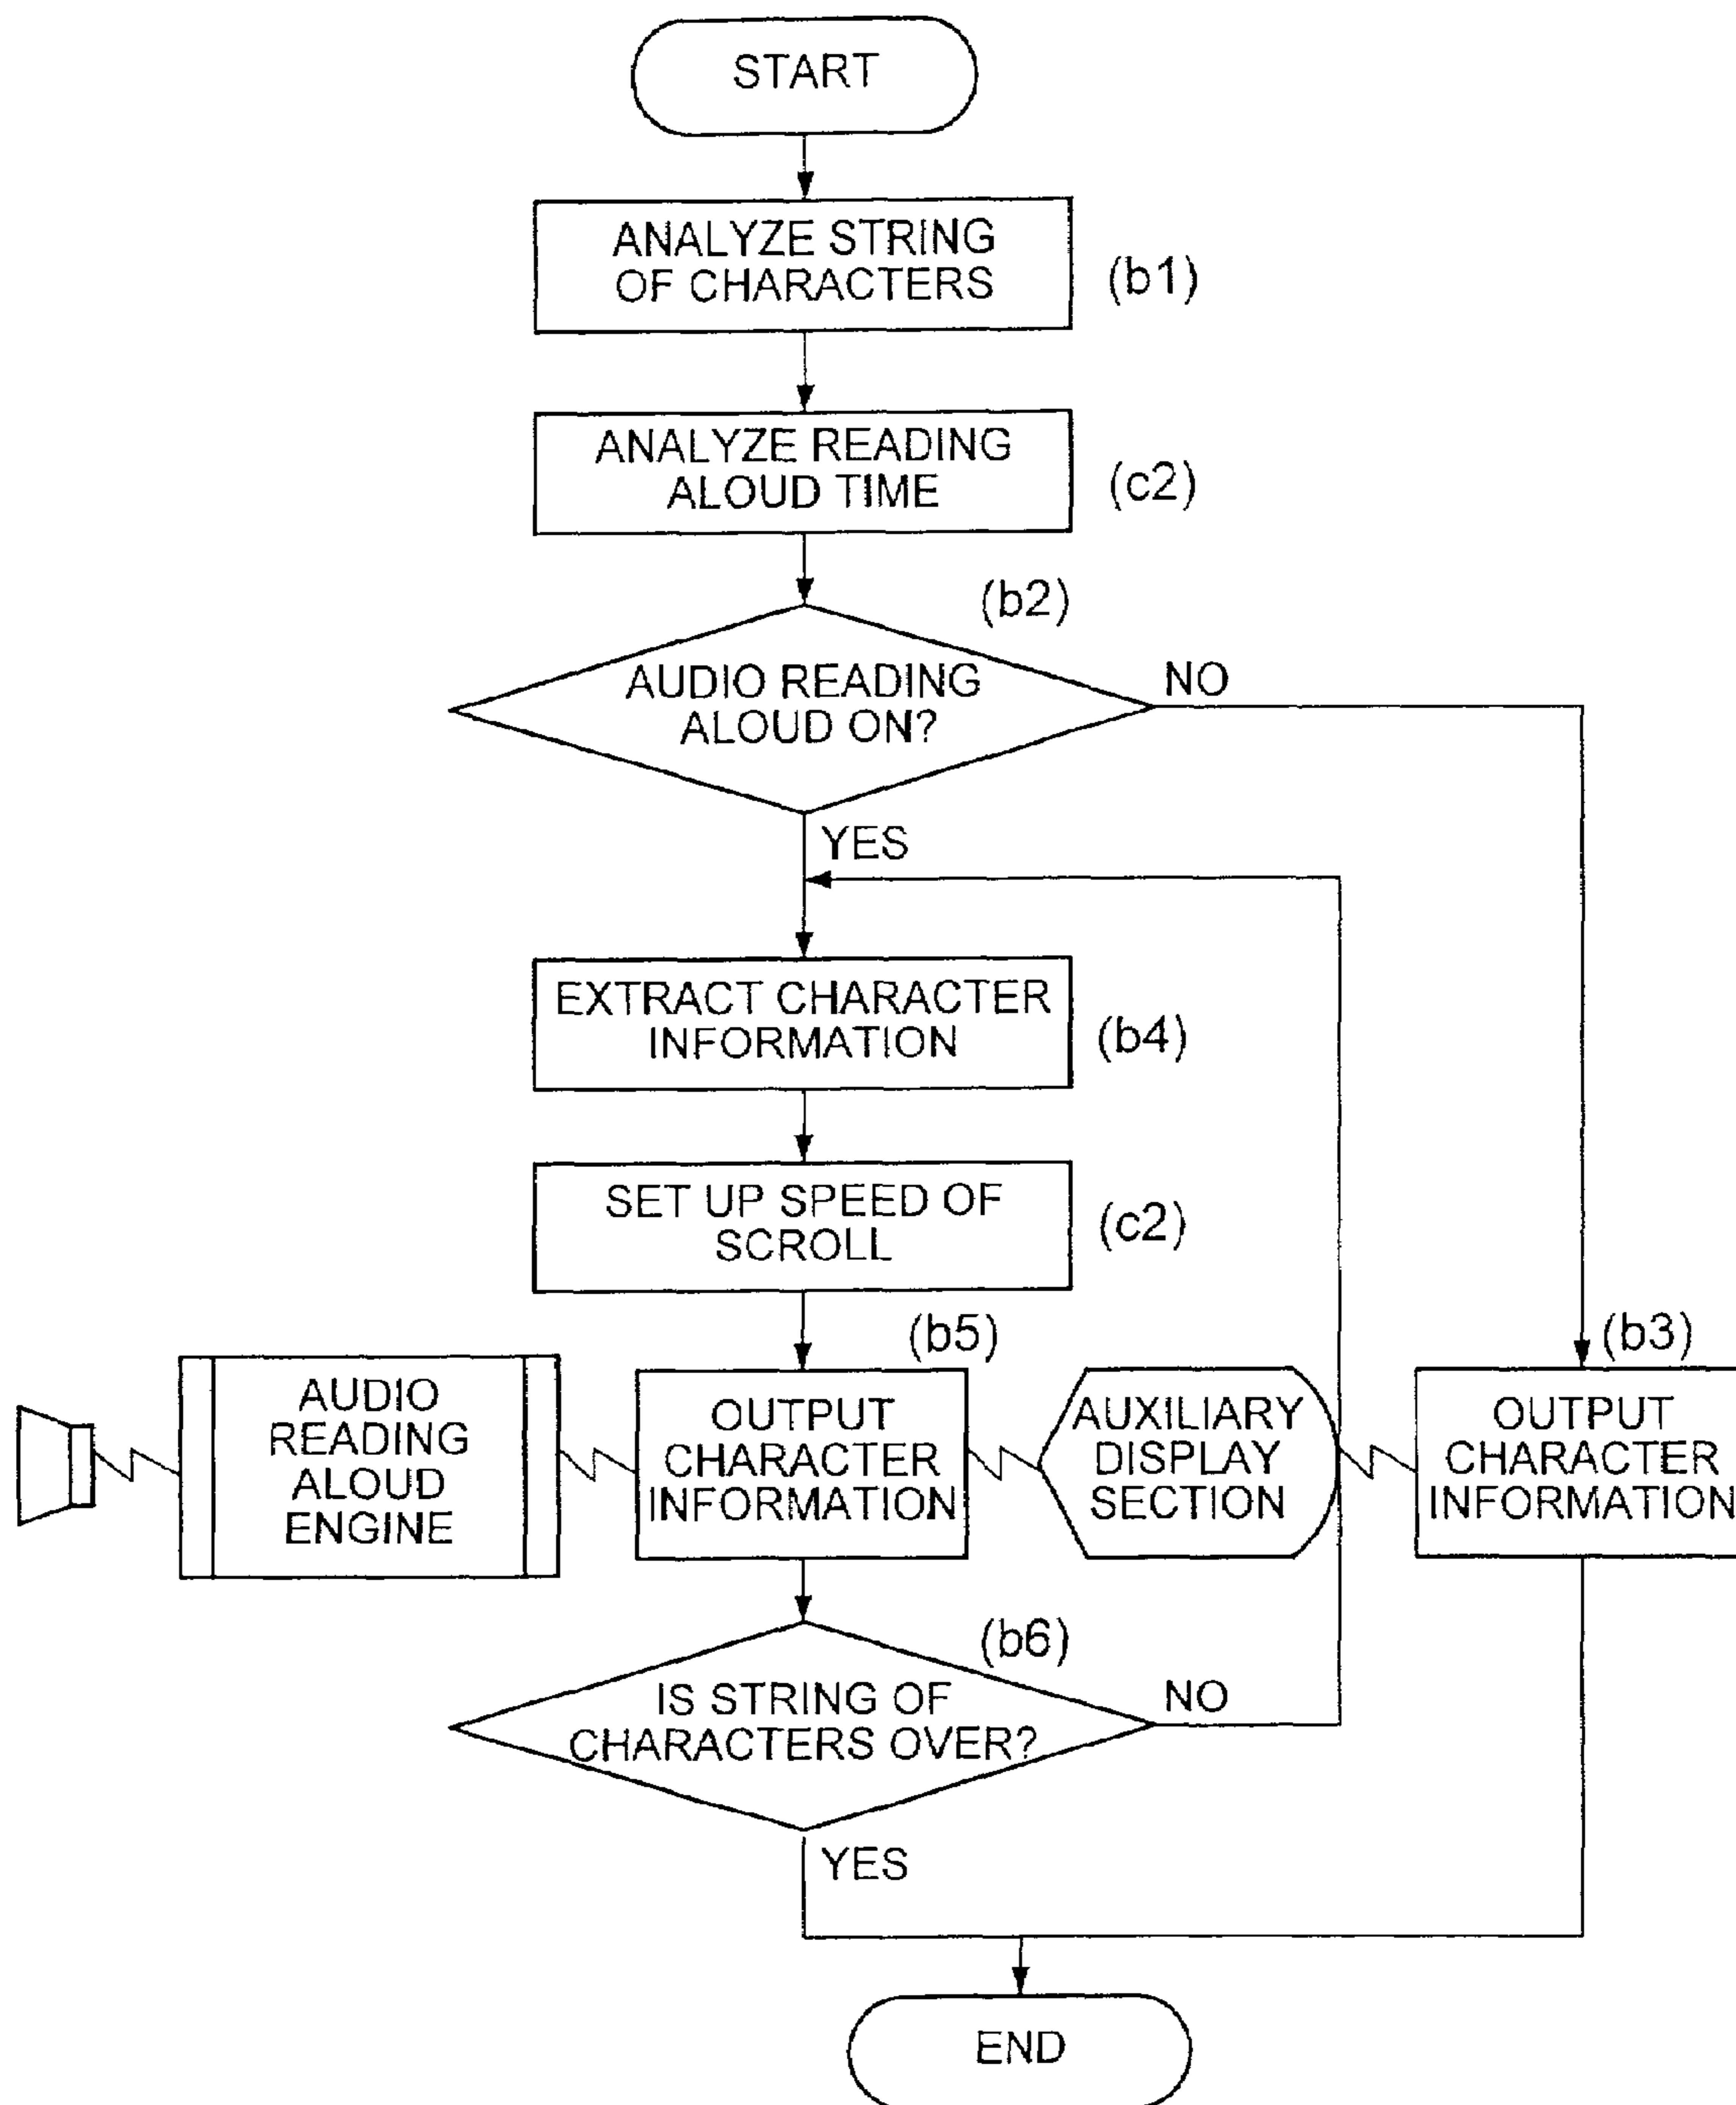 START
ANALYZE STRING
OF CHARACTERS
(b1)
ANALYZE READING
ALOUD TIME
(c2)
(b2)
AUDIO READING
ALOUD ON?
NO
YES
EXTRACT CHARACTER
INFORMATION
(b4)
SET UP SPEED OF
SCROLL
(c2)
(b5)
(b3)
AUDIO
READING
ALOUD
ENGINE
OUTPUT
CHARACTER
INFORMATION
AUXILIARY
DISPLAY
SECTION
OUTPUT
CHARACTER
INFORMATION
(b6)
IS STRING OF
CHARACTERS OVER?
NO
YES
END